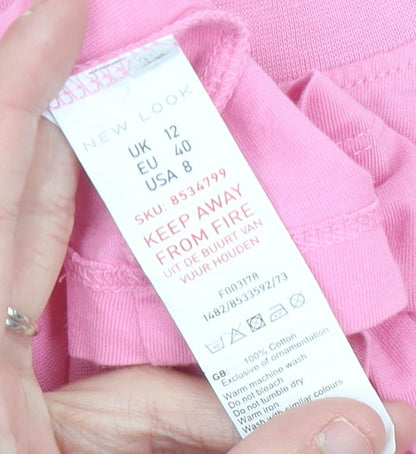 NEW LOOK
UK 12
EU 40
USA 8
SKU: 8534799
KEEP AWAY
FROM FIRE
UIT DE BUURT VAN
VUUR HOUDEN
F003178
1482/8533592/73
GB: 100% Cotton
Exclusive of ornamentation
Warm machine wash
Do not bleach
Do not tumble dry
Warm iron
Wash with similar colours